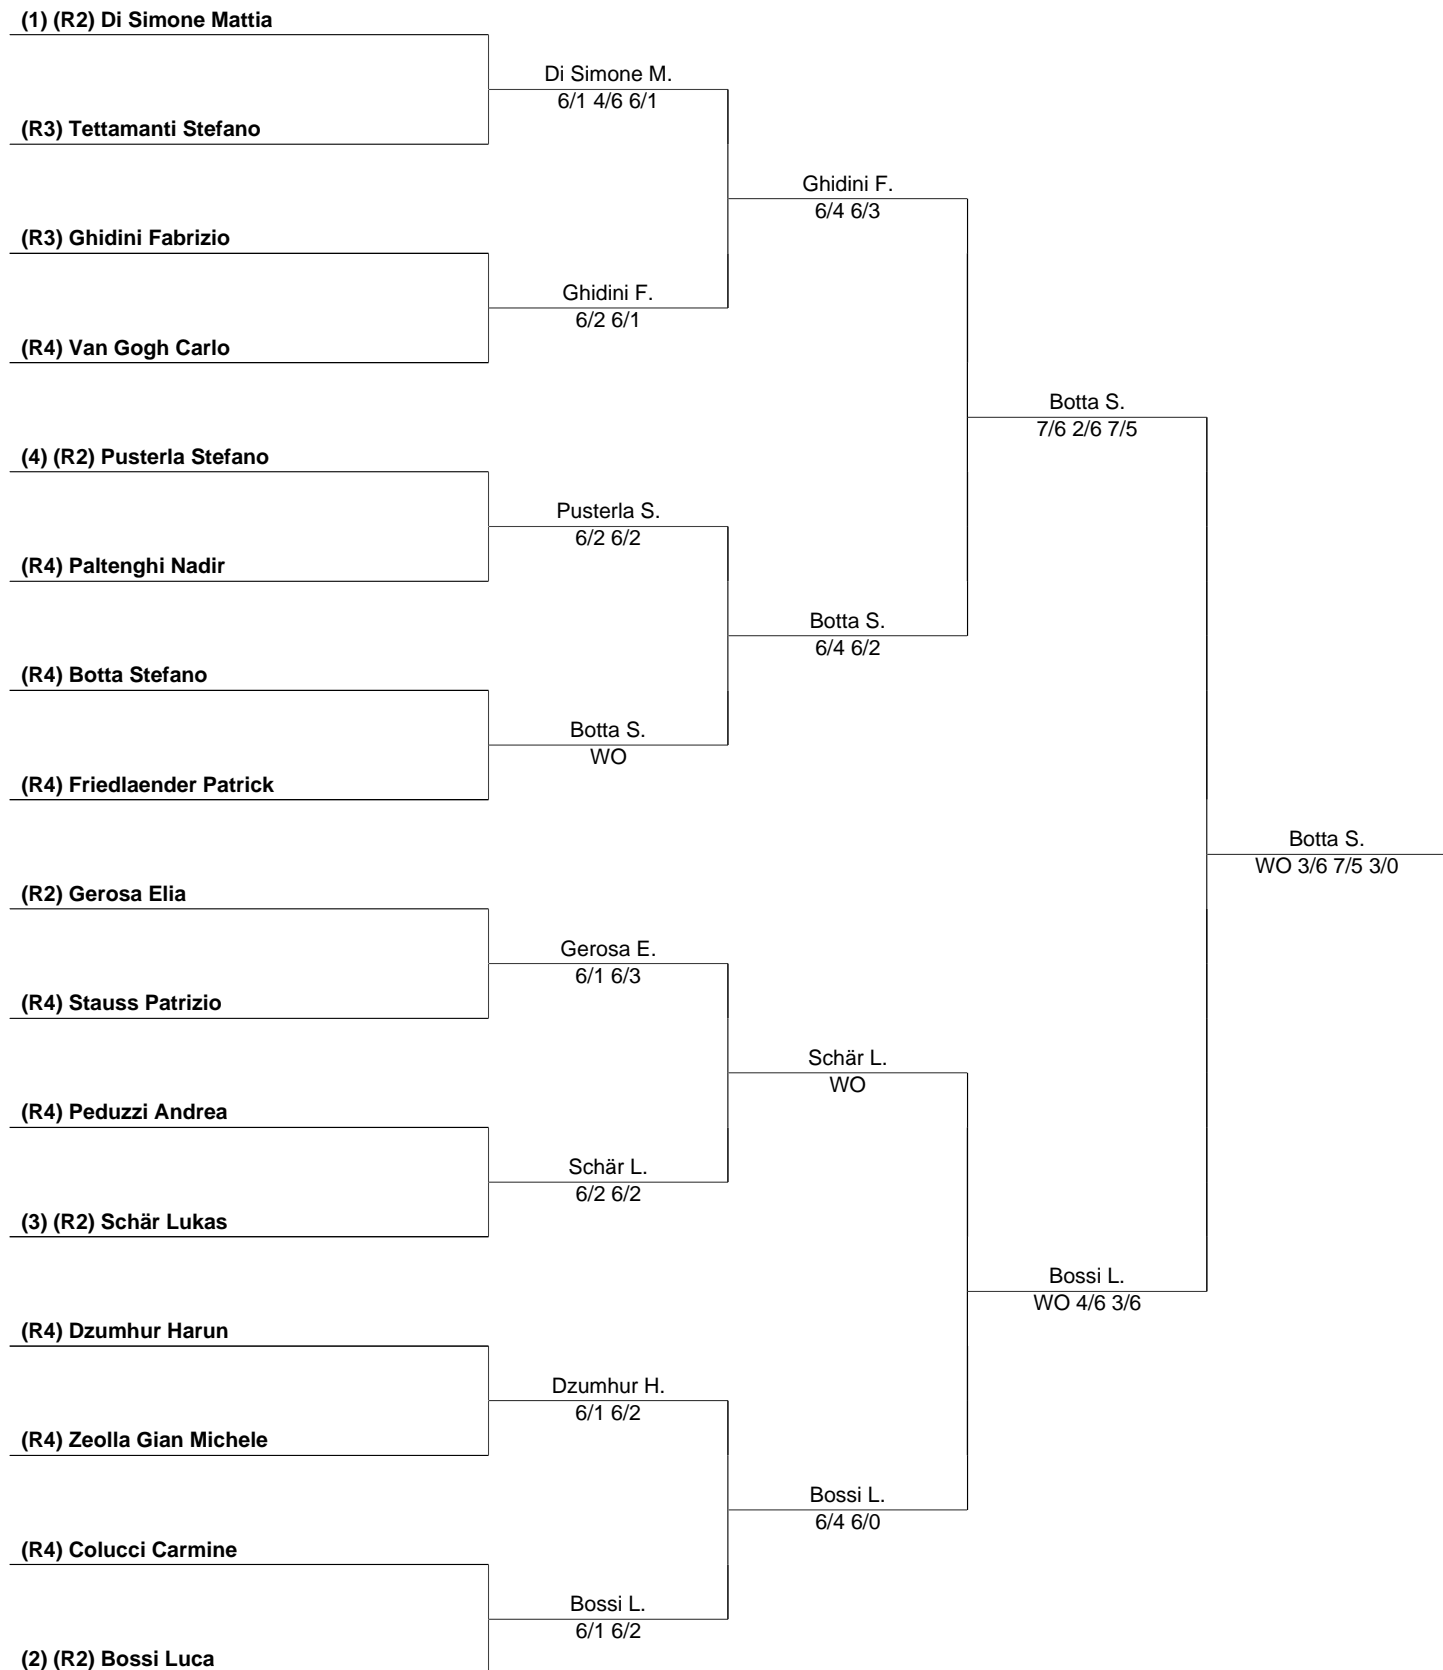 (1) (R2) Di Simone Mattia
Di Simone M.
6/1 4/6 6/1
(R3) Tettamanti Stefano
Ghidini F.
6/4 6/3
(R3) Ghidini Fabrizio
Ghidini F.
6/2 6/1
(R4) Van Gogh Carlo
Botta S.
7/6 2/6 7/5
(4) (R2) Pusterla Stefano
Pusterla S.
6/2 6/2
(R4) Paltenghi Nadir
Botta S.
6/4 6/2
(R4) Botta Stefano
Botta S.
WO
(R4) Friedlaender Patrick
Botta S.
WO 3/6 7/5 3/0
(R2) Gerosa Elia
Gerosa E.
6/1 6/3
(R4) Stauss Patrizio
Schär L.
WO
(R4) Peduzzi Andrea
Schär L.
6/2 6/2
(3) (R2) Schär Lukas
Bossi L.
WO 4/6 3/6
(R4) Dzumhur Harun
Dzumhur H.
6/1 6/2
(R4) Zeolla Gian Michele
Bossi L.
6/4 6/0
(R4) Colucci Carmine
Bossi L.
6/1 6/2
(2) (R2) Bossi Luca